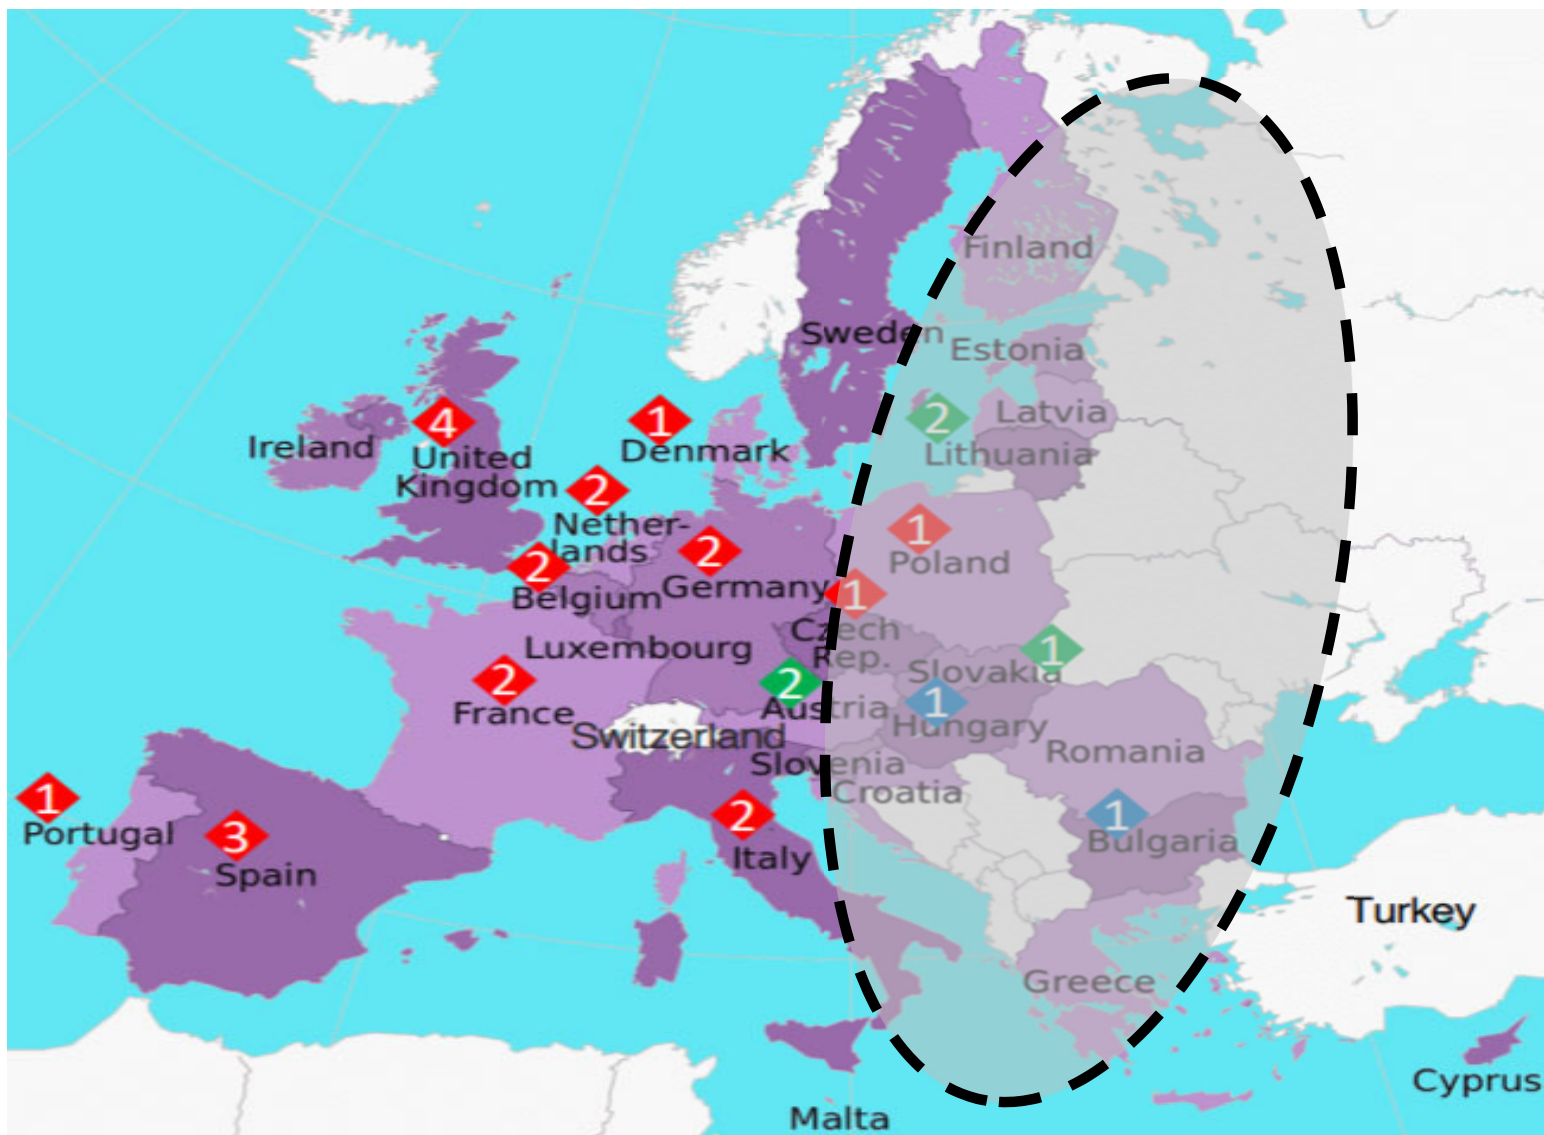 Finland
Sweden
Estonia
2
Latvia
4
1
Ireland
Denmark
Lithuania
United
Kingdom
2
Nether-
lands
1
2
2
Poland
Belgium
Germany
1
Czech
Rep.
Luxembourg
1
Slovakia
2
2
France
Austria
1
Hungary
Switzerland
Romania
Slovenia
Croatia
1
Portugal
3
Spain
2
Italy
1
Bulgaria
Turkey
Greece
Cyprus
Malta